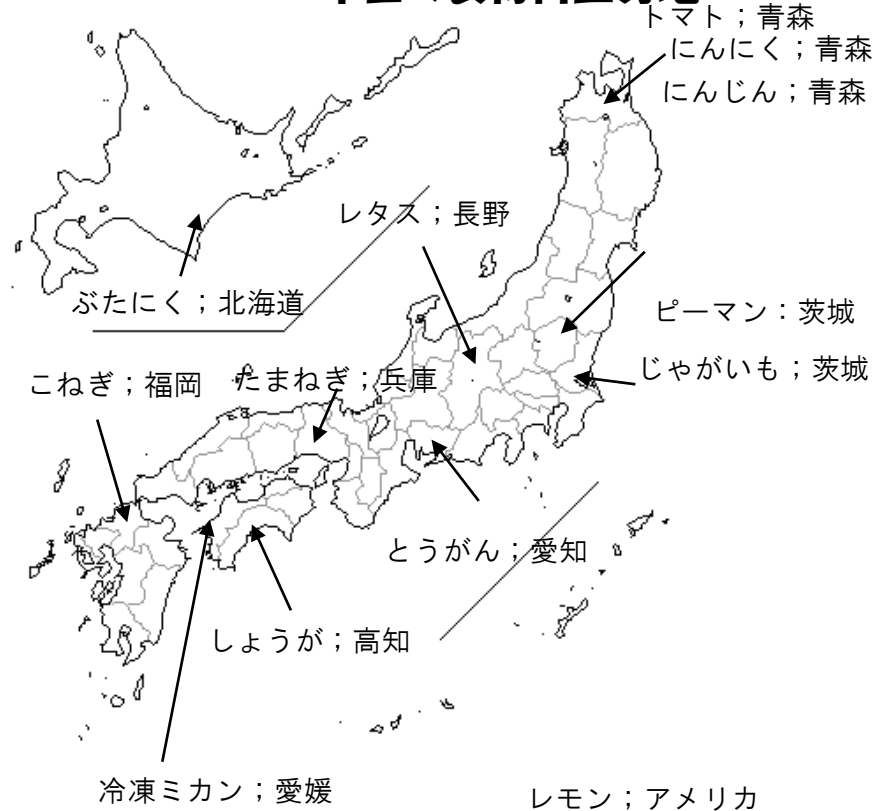 トマト；青森
にんにく；青森
にんじん；青森
レタス；長野
ぶたにく；北海道
ピーマン：茨城
じゃがいも；茨城
こねぎ；福岡
たまねぎ；兵庫
とうがん；愛知
しょうが；高知
冷凍ミカン；愛媛
レモン；アメリカ